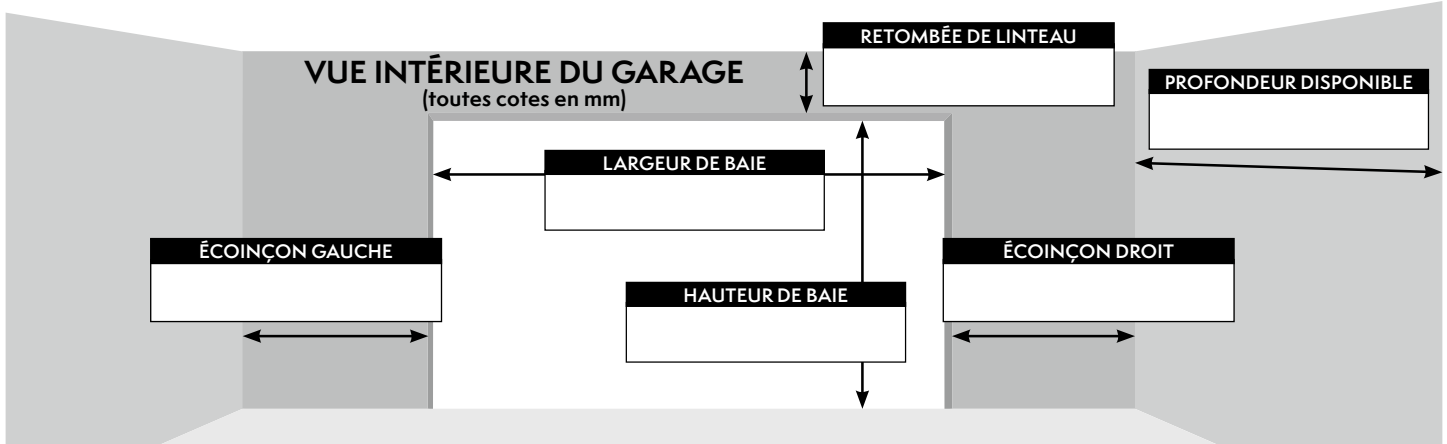 RETOMBÉE DE LINTEAU
VUE INTÉRIEURE DU GARAGE
(toutes cotes en mm)
PROFONDEUR DISPONIBLE
LARGEUR DE BAIE
ÉCOINÇON GAUCHE
ÉCOINÇON DROIT
HAUTEUR DE BAIE